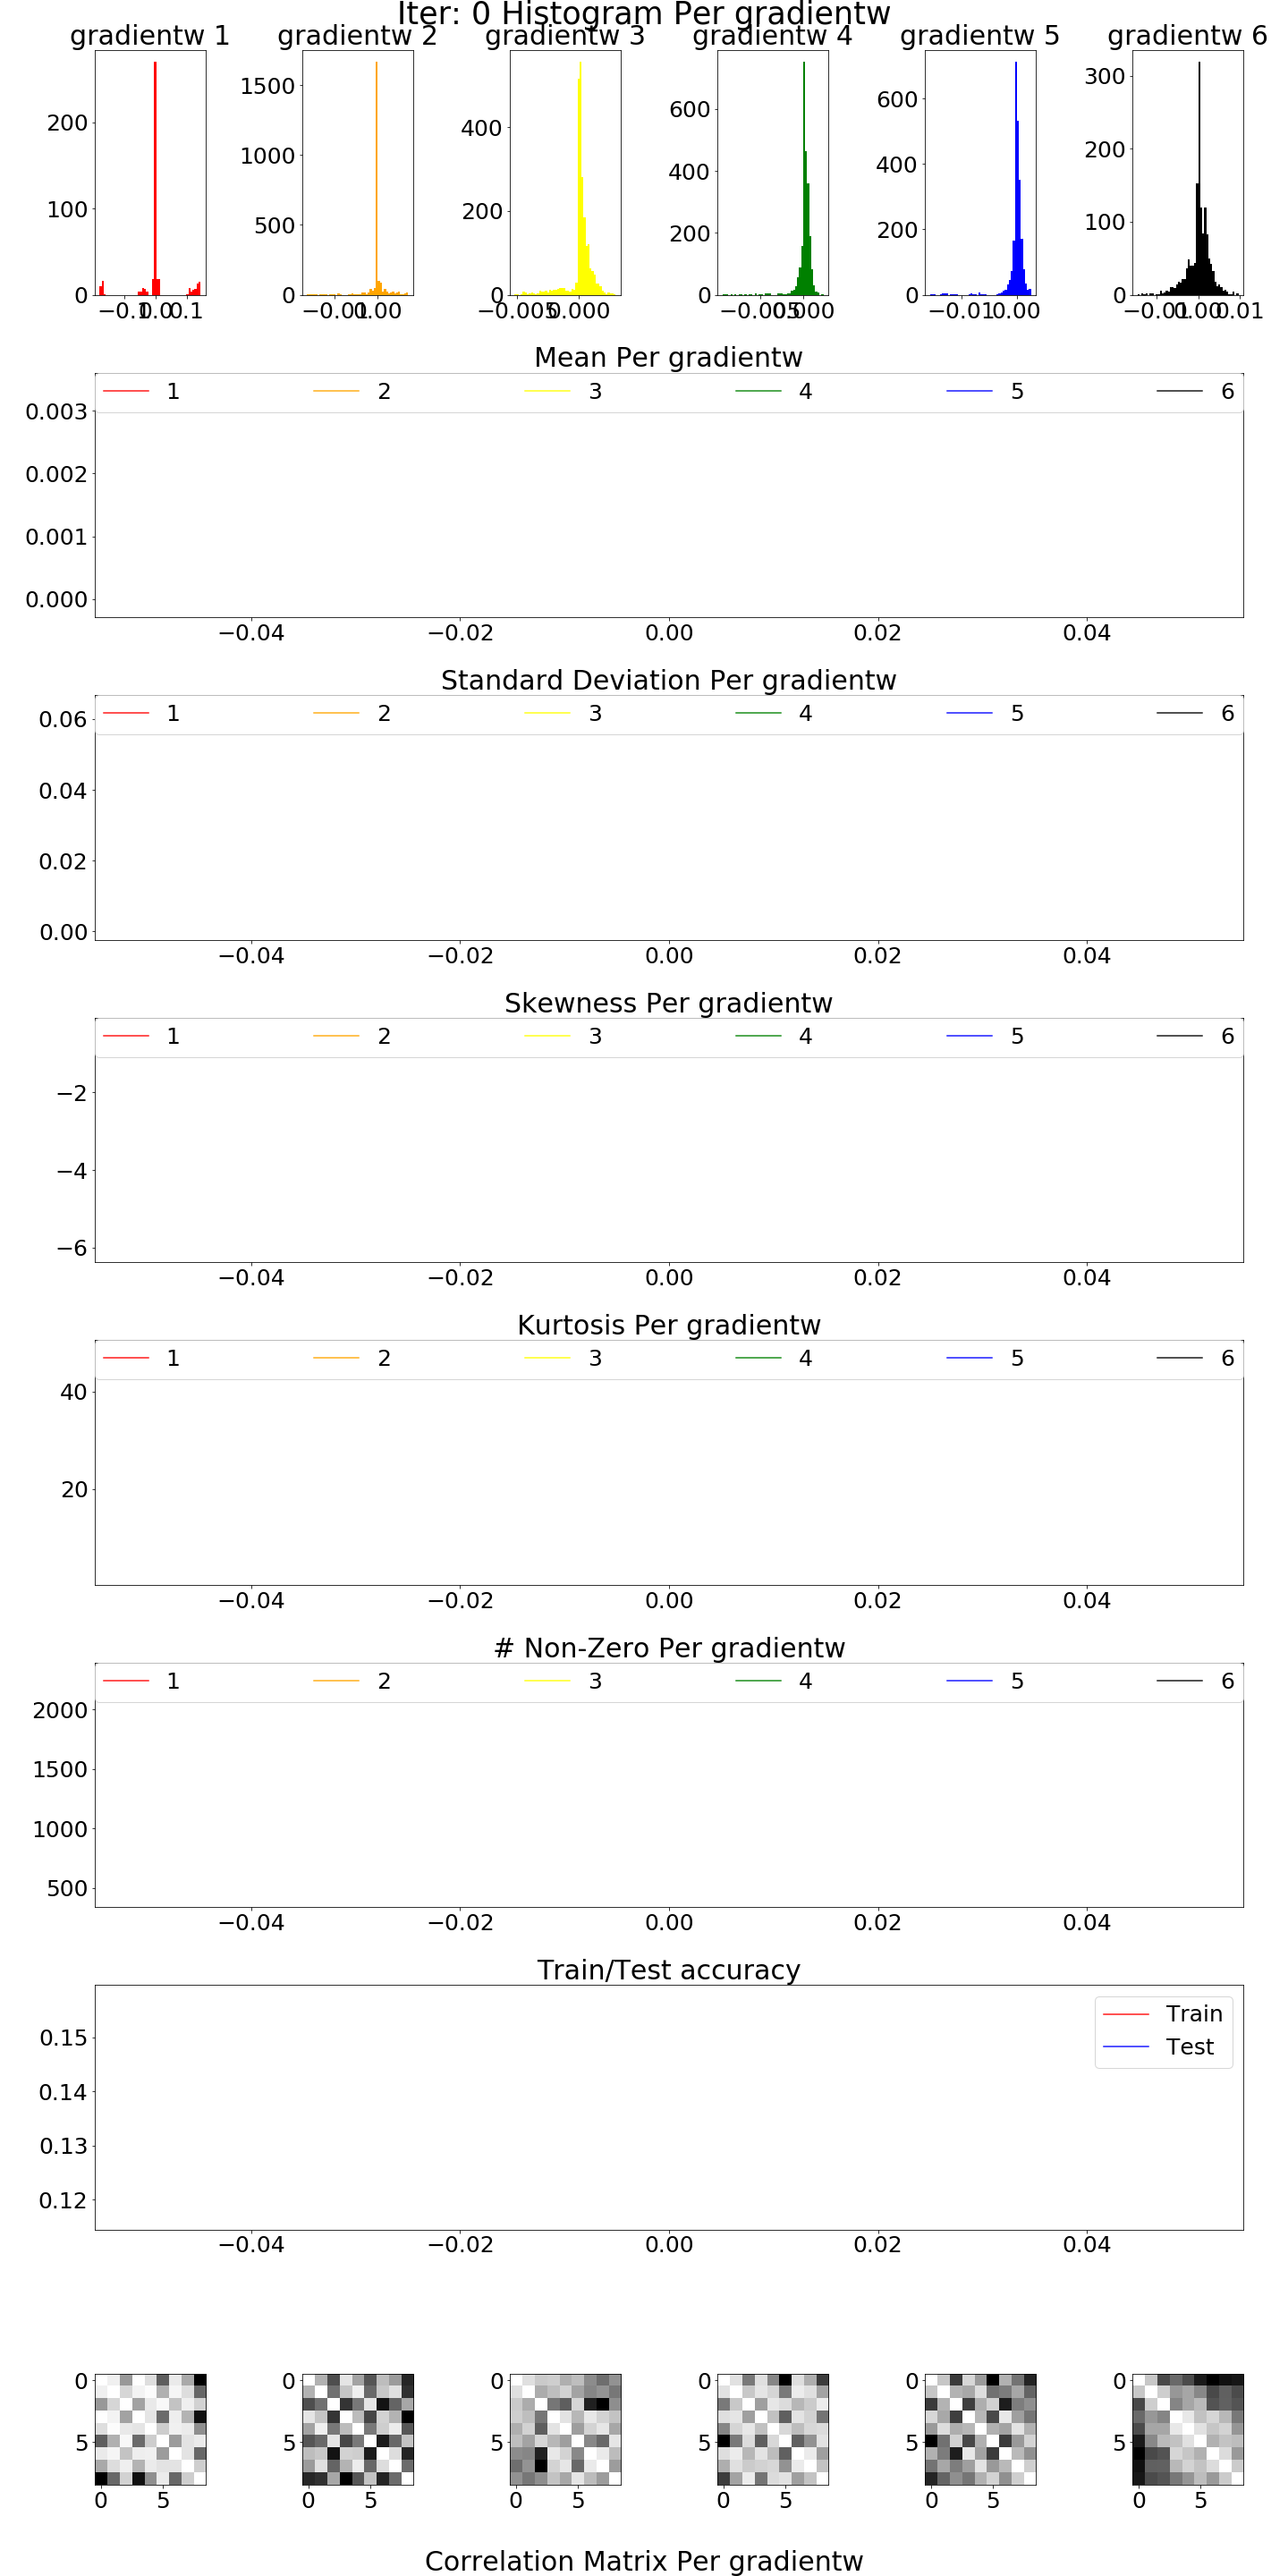 Iter: 0 Histogram Per gradientw
gradientw 1 gradientw 2 gradientw 3 gradientw 4 gradientw 5 gradientw 6
200
100
0
−0.1 0.0 0.1
1500
1000
500
0
−0.01 0.00
400
200
0
−0.005 0.000
600
400
200
0
−0.005 0.000
600
400
200
0
−0.01 0.00
300
200
100
0
−0.01 0.00 0.01
Mean Per gradientw
1 2 3 4 5 6
0.003
0.002
0.001
0.000
−0.04 −0.02 0.00 0.02 0.04
Standard Deviation Per gradientw
1 2 3 4 5 6
0.06
0.04
0.02
0.00
−0.04 −0.02 0.00 0.02 0.04
Skewness Per gradientw
1 2 3 4 5 6
−2
−4
−6
−0.04 −0.02 0.00 0.02 0.04
Kurtosis Per gradientw
1 2 3 4 5 6
40
20
−0.04 −0.02 0.00 0.02 0.04
# Non-Zero Per gradientw
1 2 3 4 5 6
2000
1500
1000
500
−0.04 −0.02 0.00 0.02 0.04
Train/Test accuracy
Train
Test
0.15
0.14
0.13
0.12
−0.04 −0.02 0.00 0.02 0.04
0 0 0 0 0 0
5 5 5 5 5 5
0 5 0 5 0 5 0 5 0 5 0 5
Correlation Matrix Per gradientw